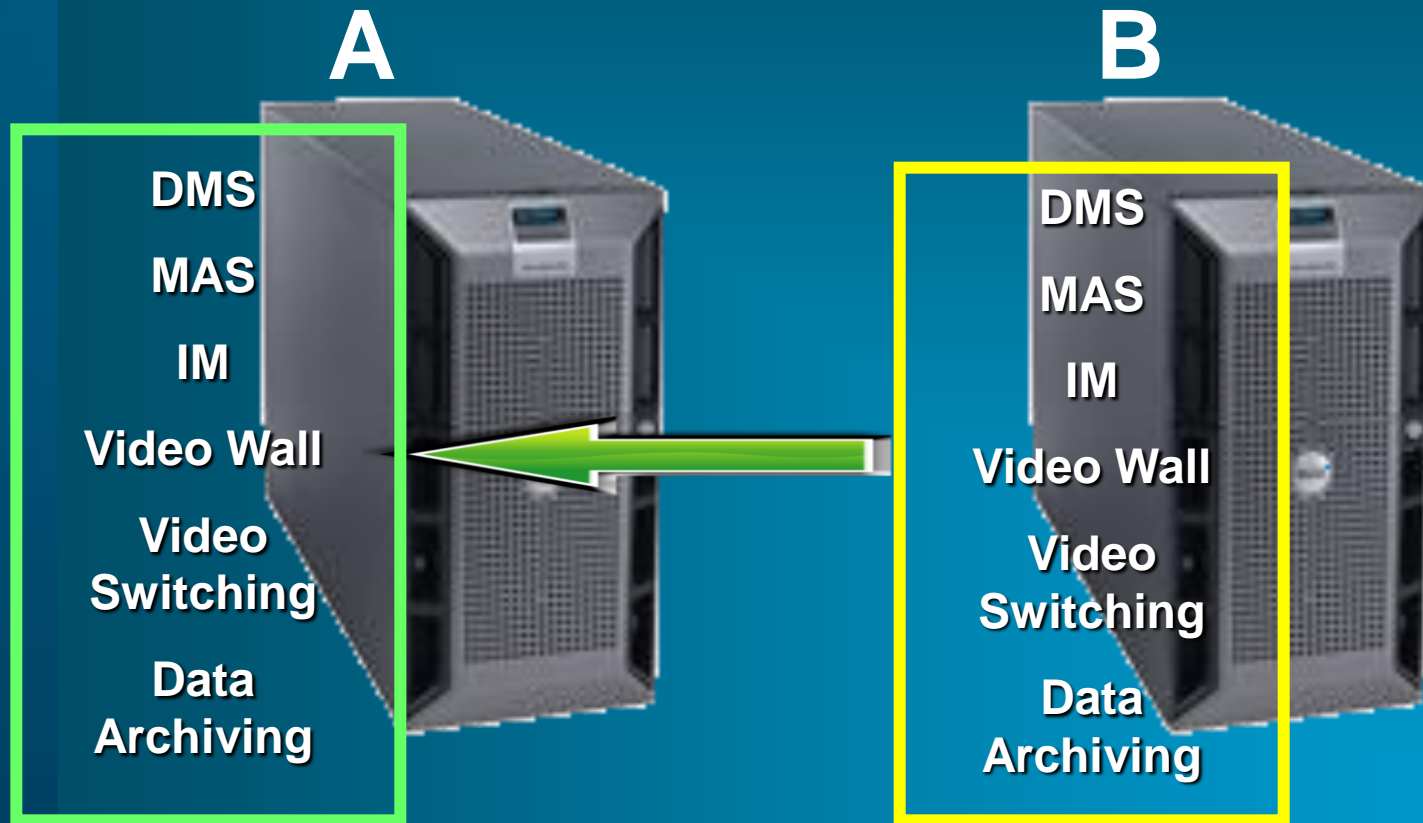 A
DMS
MAS
IM
Video Wall
Video
Switching
Data
Archiving
B
DMS
MAS
IM
Video Wall
Video
Switching
Data
Archiving